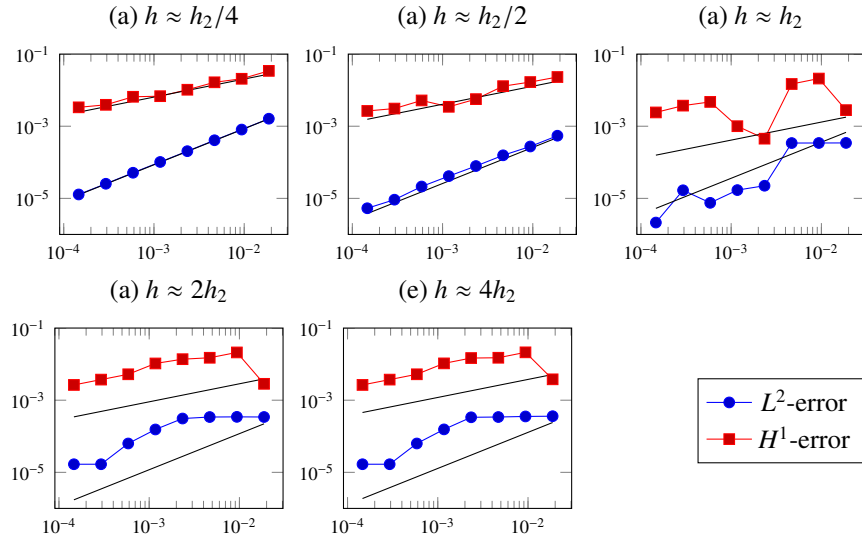 (a) h ≈ h₂/4
(a) h ≈ h₂/2
(a) h ≈ h₂
10⁻¹
10⁻³
10⁻⁵
10⁻⁴ 10⁻³ 10⁻²
10⁻¹
10⁻³
10⁻⁵
10⁻⁴ 10⁻³ 10⁻²
10⁻¹
10⁻³
10⁻⁵
10⁻⁴ 10⁻³ 10⁻²
(a) h ≈ 2h₂
(e) h ≈ 4h₂
10⁻¹
10⁻³
10⁻⁵
10⁻⁴ 10⁻³ 10⁻²
10⁻¹
10⁻³
10⁻⁵
10⁻⁴ 10⁻³ 10⁻²
L²-error
H¹-error